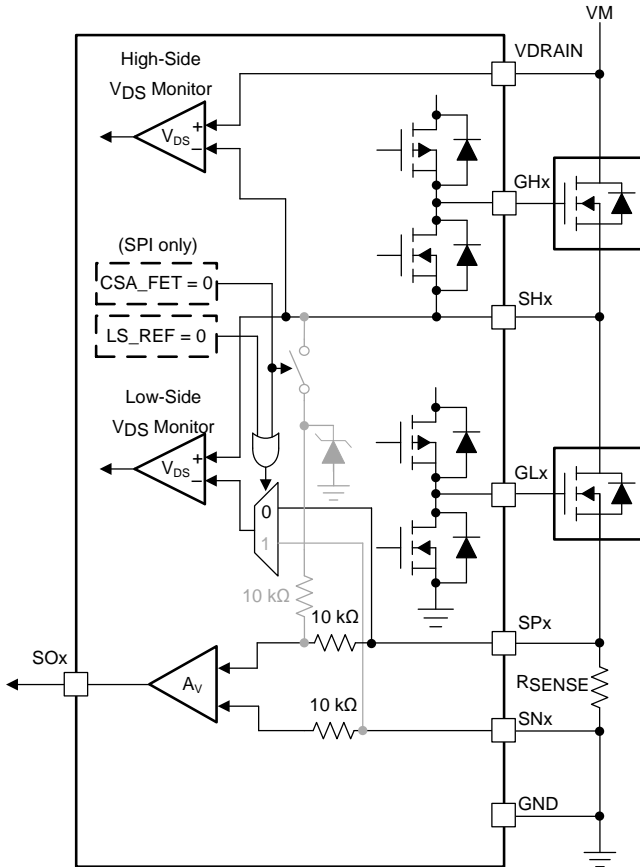 VM
High-Side
VDS Monitor
VDRAIN
+
VDS
−
GHx
(SPI only)
CSA_FET = 0
SHx
LS_REF = 0
Low-Side
VDS Monitor
+
VDS
−
GLx
0
1
10 kΩ
10 kΩ
SPx
SOx
AV
RSENSE
10 kΩ
SNx
GND